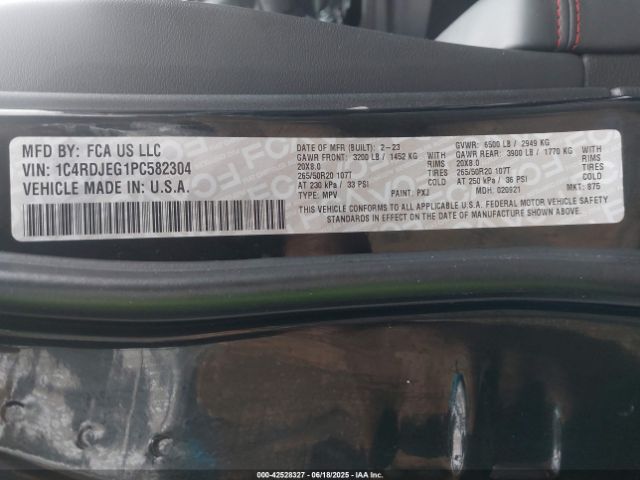 MFD BY: FCA US LLC
VIN: 1C4RDJEG1PC582304
VEHICLE MADE IN U.S.A.
DATE OF MFR (BUILT): 2-23 GVWR: 6500 LB / 2949 KG
GAWR FRONT: 3200 LB / 1452 KG WITH GAWR REAR: 3900 LB / 1770 KG WITH
20X8.0 RIMS 20X8.0 RIMS
265/50R20 107T TIRES 265/50R20 107T TIRES
AT 230 kPa / 33 PSI COLD AT 250 kPa / 36 PSI COLD
TYPE: MPV PAINT: PXJ MDH: 020921 MKT: 875
THIS VEHICLE CONFORMS TO ALL APPLICABLE U.S.A. FEDERAL MOTOR VEHICLE SAFETY
STANDARDS IN EFFECT ON THE DATE OF MANUFACTURE SHOWN ABOVE.
000-42528327 - 06/18/2025 - IAAI.COM